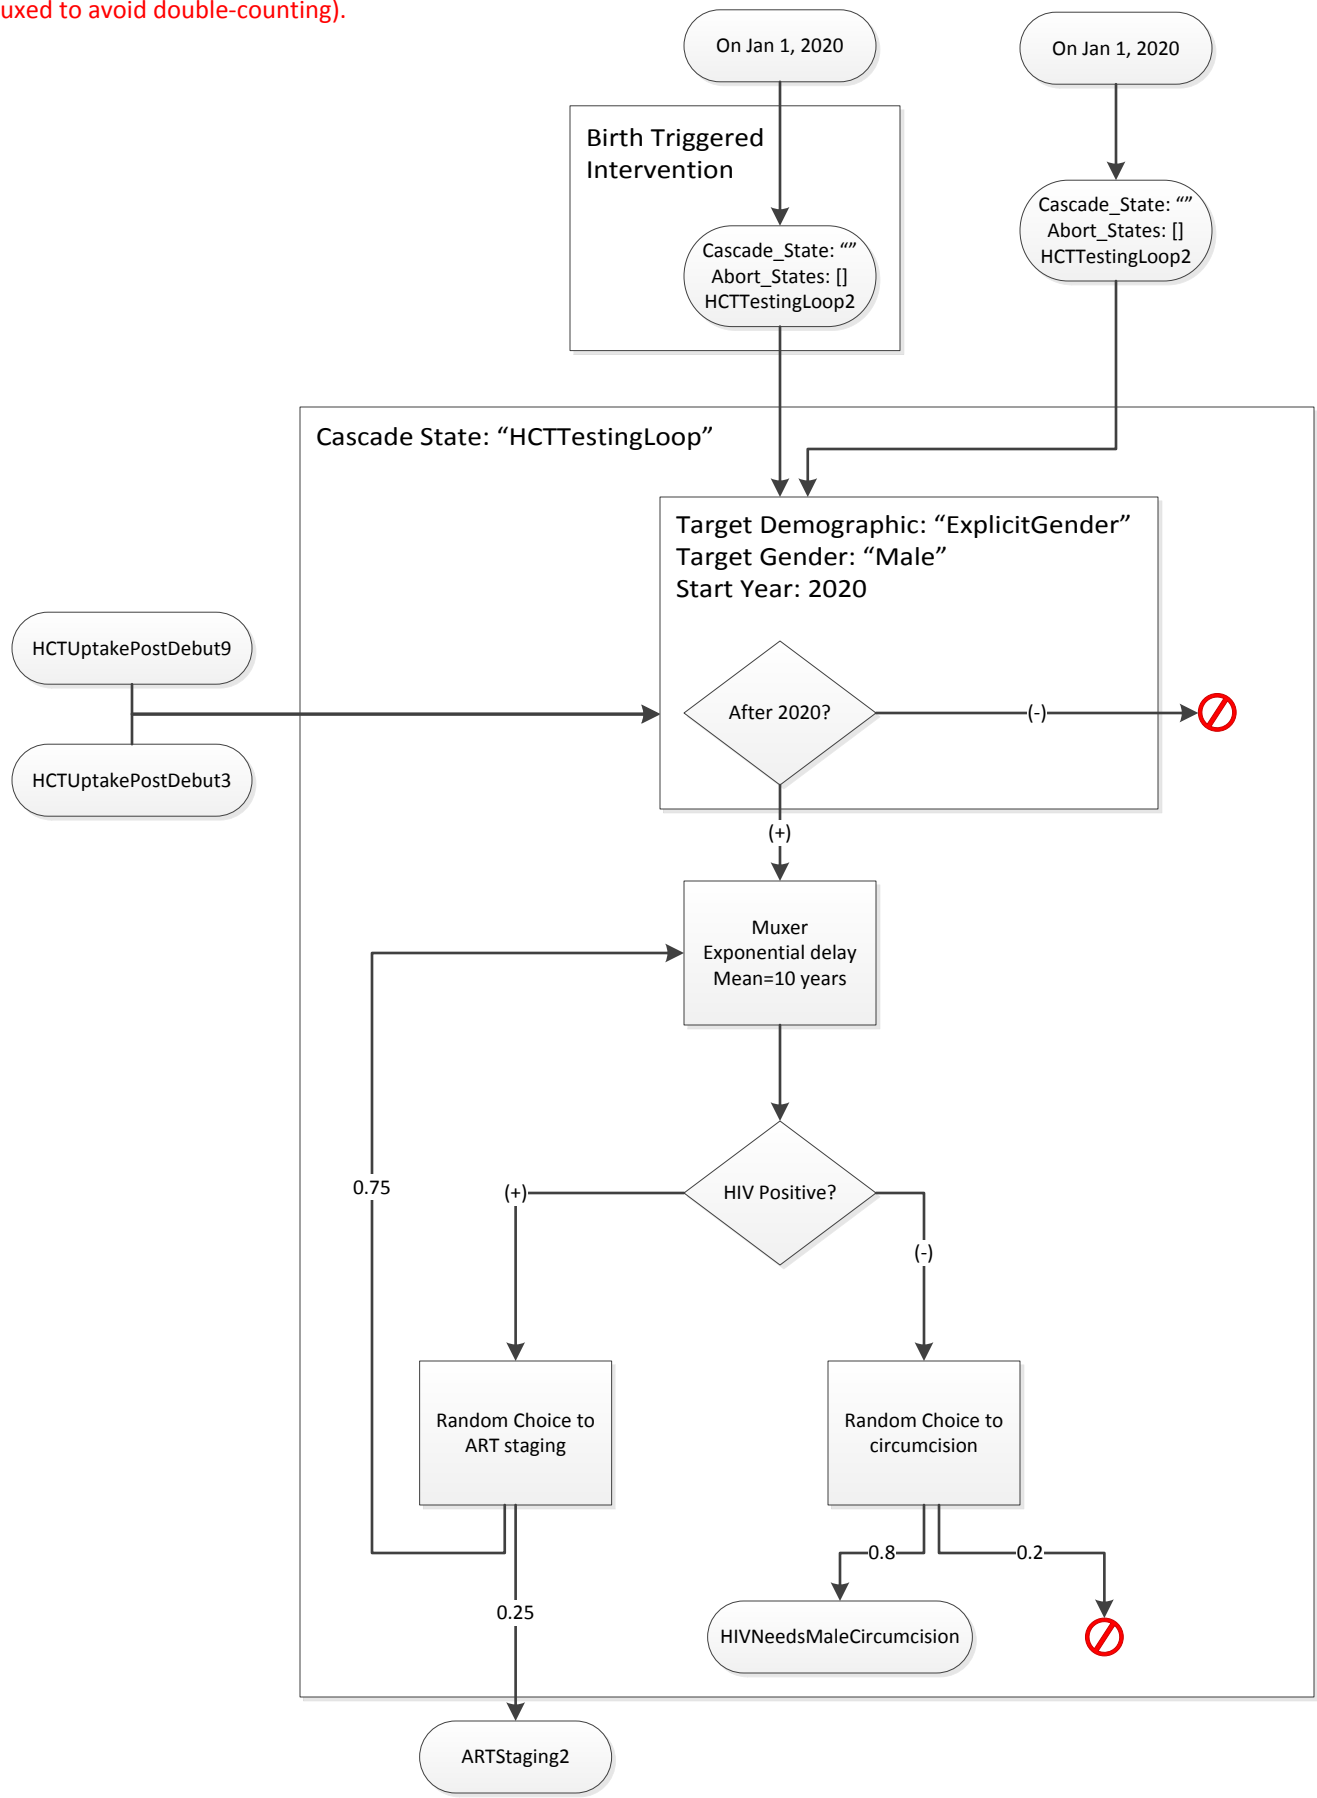 uxed to avoid double-counting).
On Jan 1, 2020
On Jan 1, 2020
Birth Triggered
Intervention
Cascade_State: “”
Abort_States: []
HCTTestingLoop2
Cascade_State: “”
Abort_States: []
HCTTestingLoop2
Cascade State: “HCTTestingLoop”
Target Demographic: “ExplicitGender”
Target Gender: “Male”
Start Year: 2020
HCTUptakePostDebut9
HCTUptakePostDebut3
After 2020?
(-)
(+)
Muxer
Exponential delay
Mean=10 years
0.75
(+)
HIV Positive?
(-)
Random Choice to
ART staging
Random Choice to
circumcision
0.8
0.2
0.25
HIVNeedsMaleCircumcision
ARTStaging2